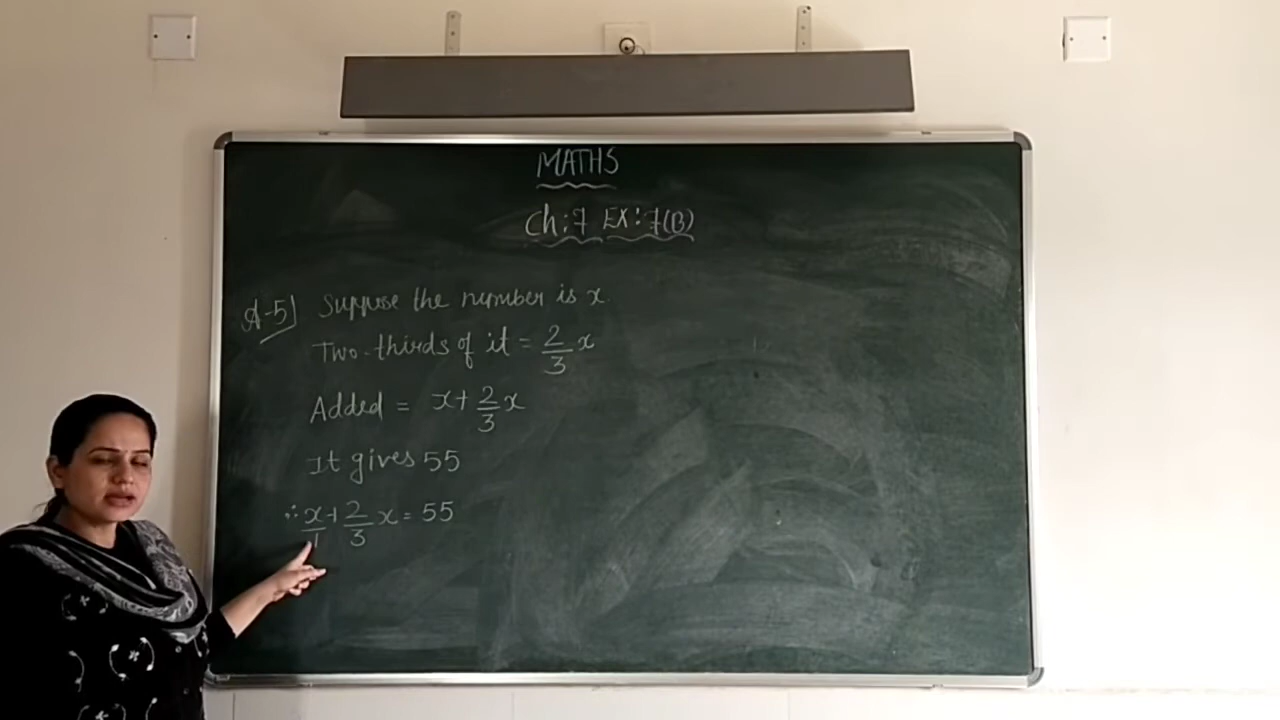 MATHS
Ch:7 EX:7(B)
A-5] Suppose the number is x.
Two-thirds of it = 2/3 x
Added = x + 2/3 x
It gives 55
∴ x/1 + 2/3 x = 55